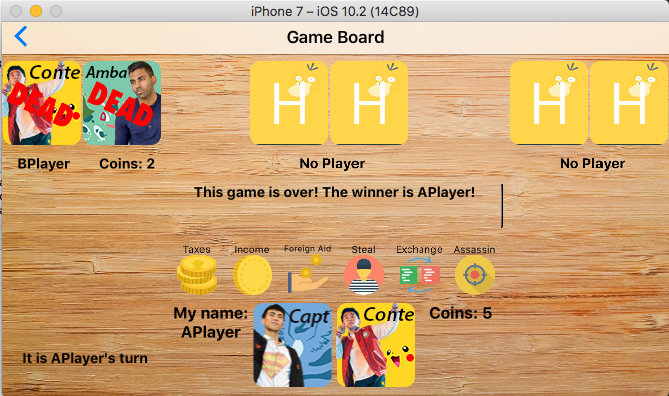 iPhone 7 – iOS 10.2 (14C89)
Game Board
Conte
Amba
DEAD
DEAD
H
H
H
H
BPlayer
Coins: 2
No Player
No Player
This game is over! The winner is APlayer!
Taxes
Income
Foreign Aid
Steal
Exchange
Assassin
My name:
APlayer
Capt
Conte
Coins: 5
It is APlayer's turn